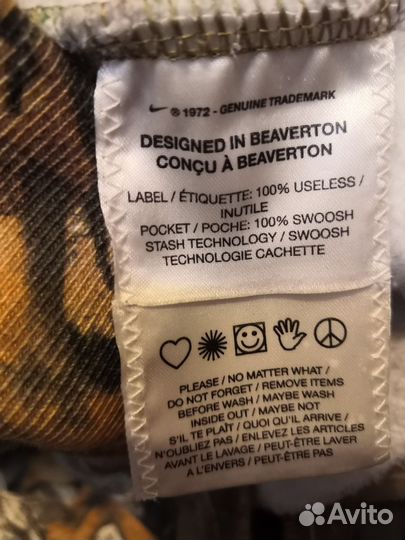 ® 1972 - GENUINE TRADEMARK
DESIGNED IN BEAVERTON
CONÇU À BEAVERTON
LABEL / ÉTIQUETTE: 100% USELESS /
INUTILE
POCKET / POCHE: 100% SWOOSH
STASH TECHNOLOGY / SWOOSH
TECHNOLOGIE CACHETTE
PLEASE / NO MATTER WHAT /
DO NOT FORGET / REMOVE ITEMS
BEFORE WASH / MAYBE WASH
INSIDE OUT / MAYBE NOT
S'IL TE PLAÎT / QUOI QU'IL ARRIVE /
N'OUBLIEZ PAS / ENLEVEZ LES ARTICLES
AVANT LE LAVAGE / PEUT-ÊTRE LAVER
À L'ENVERS / PEUT-ÊTRE PAS
Avito